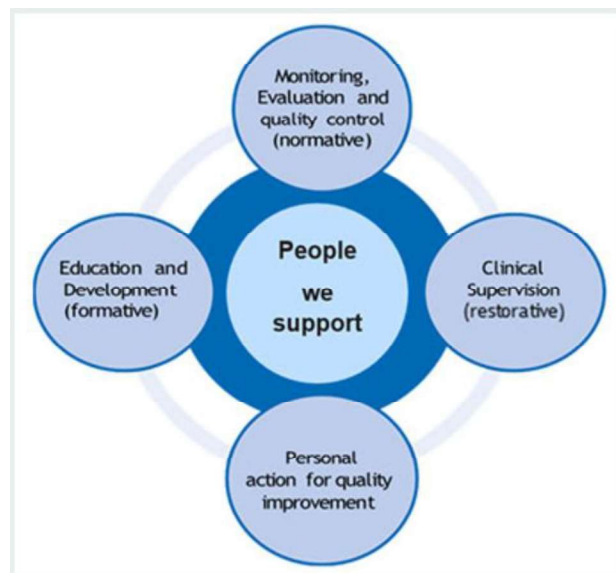 Monitoring,
Evaluation and
quality control
(normative)
Education and
Development
(formative)
People
we
support
Clinical
Supervision
(restorative)
Personal
action for quality
improvement